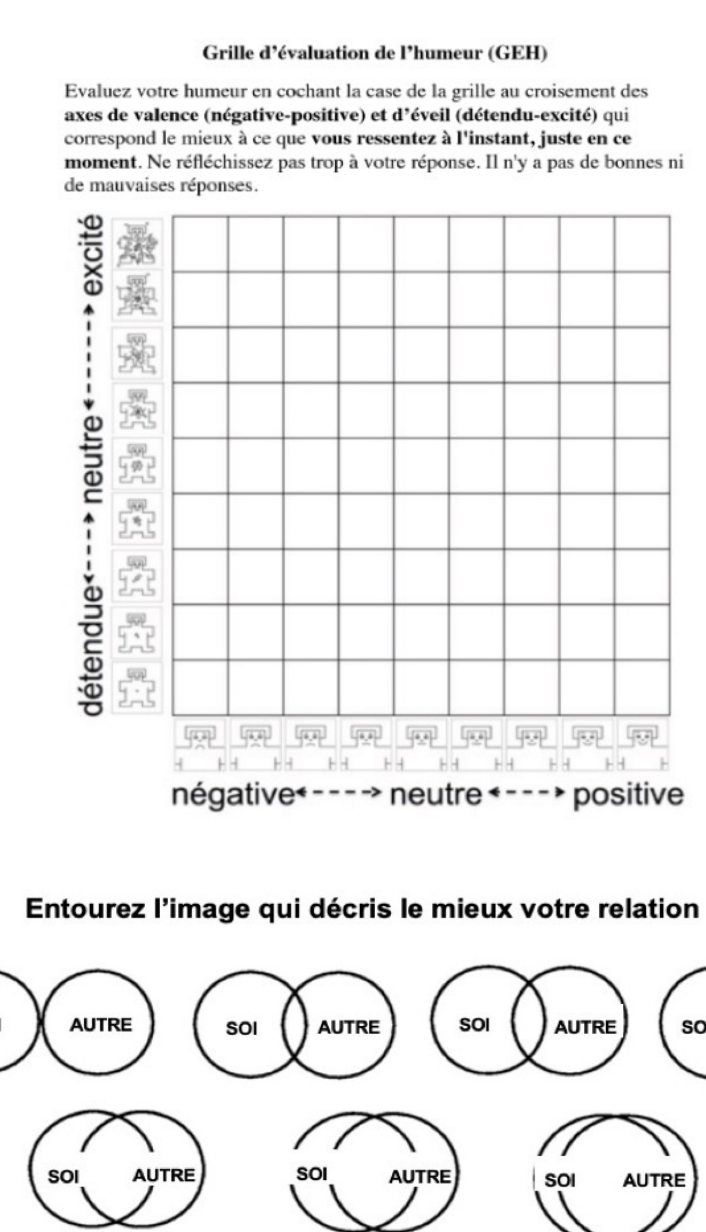 Grille d'évaluation de l'humeur (GEH)
Evaluez votre humeur en cochant la case de la grille au croisement des
axes de valence (négative-positive) et d'éveil (détendu-excité) qui
correspond le mieux à ce que vous ressentez à l'instant, juste en ce
moment. Ne réfléchissez pas trop à votre réponse. Il n'y a pas de bonnes ni
de mauvaises réponses.
excité
neutre
détendue
négative neutre positive
Entourez l'image qui décris le mieux votre relation
AUTRE SOI AUTRE SOI AUTRE SO
SOI AUTRE SOI AUTRE SOI AUTRE